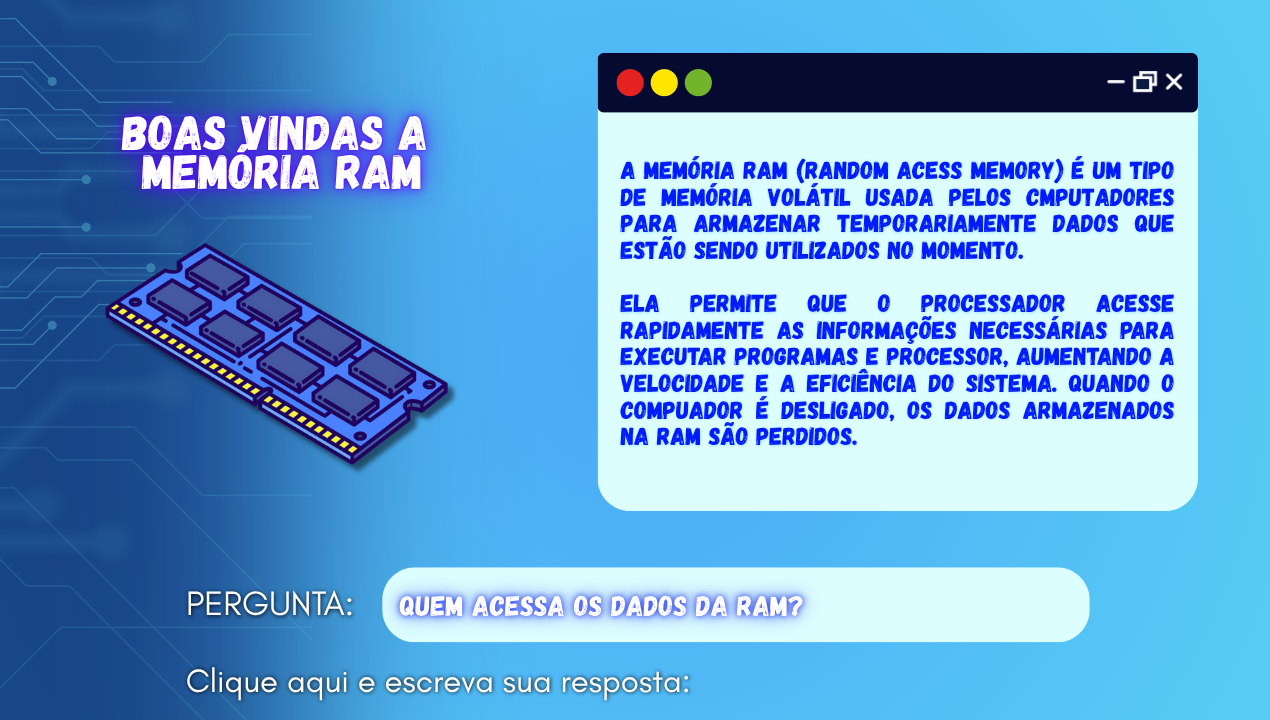 BOAS VINDAS A
MEMÓRIA RAM
A MEMÓRIA RAM (RANDOM ACESS MEMORY) É UM TIPO
DE MEMÓRIA VOLÁTIL USADA PELOS CMPUTADORES
PARA ARMAZENAR TEMPORARIAMENTE DADOS QUE
ESTÃO SENDO UTILIZADOS NO MOMENTO.
ELA PERMITE QUE O PROCESSADOR ACESSE
RAPIDAMENTE AS INFORMAÇÕES NECESSÁRIAS PARA
EXECUTAR PROGRAMAS E PROCESSOR, AUMENTANDO A
VELOCIDADE E A EFICIÊNCIA DO SISTEMA. QUANDO O
COMPUADOR É DESLIGADO, OS DADOS ARMAZENADOS
NA RAM SÃO PERDIDOS.
PERGUNTA:
QUEM ACESSA OS DADOS DA RAM?
Clique aqui e escreva sua resposta: